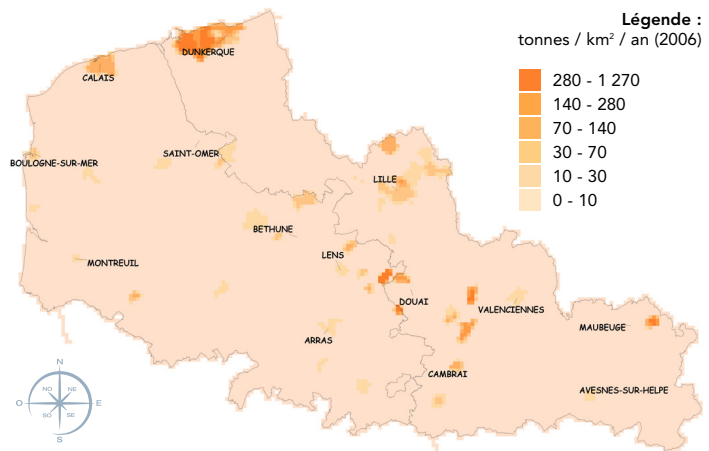 Légende :
tonnes / km² / an (2006)
280 - 1 270
140 - 280
70 - 140
30 - 70
10 - 30
0 - 10
DUNKERQUE
CALAIS
SAINT-OMER
BOULOGNE-SUR-MER
LILLE
BETHUNE
LENS
MONTREUIL
DOUAI
VALENCIENNES
MAUBEUGE
ARRAS
CAMBRAI
AVESNES-SUR-HELPE
N
NO
NE
O
E
SO
SE
S